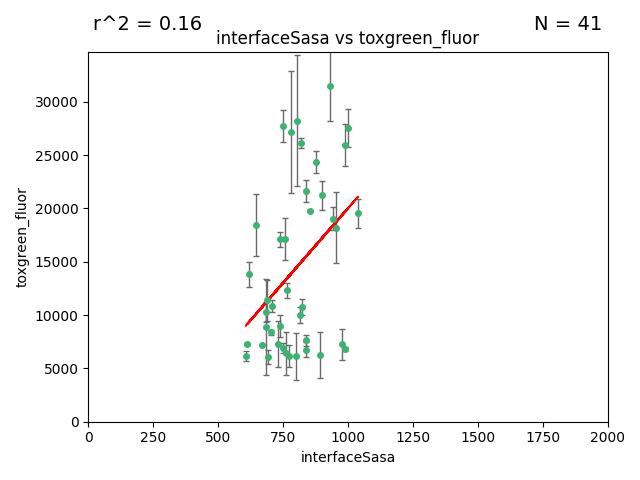 r^2 = 0.16
N = 41
interfaceSasa vs toxgreen_fluor
30000
25000
20000
15000
10000
5000
0
toxgreen_fluor
0 250 500 750 1000 1250 1500 1750 2000
interfaceSasa